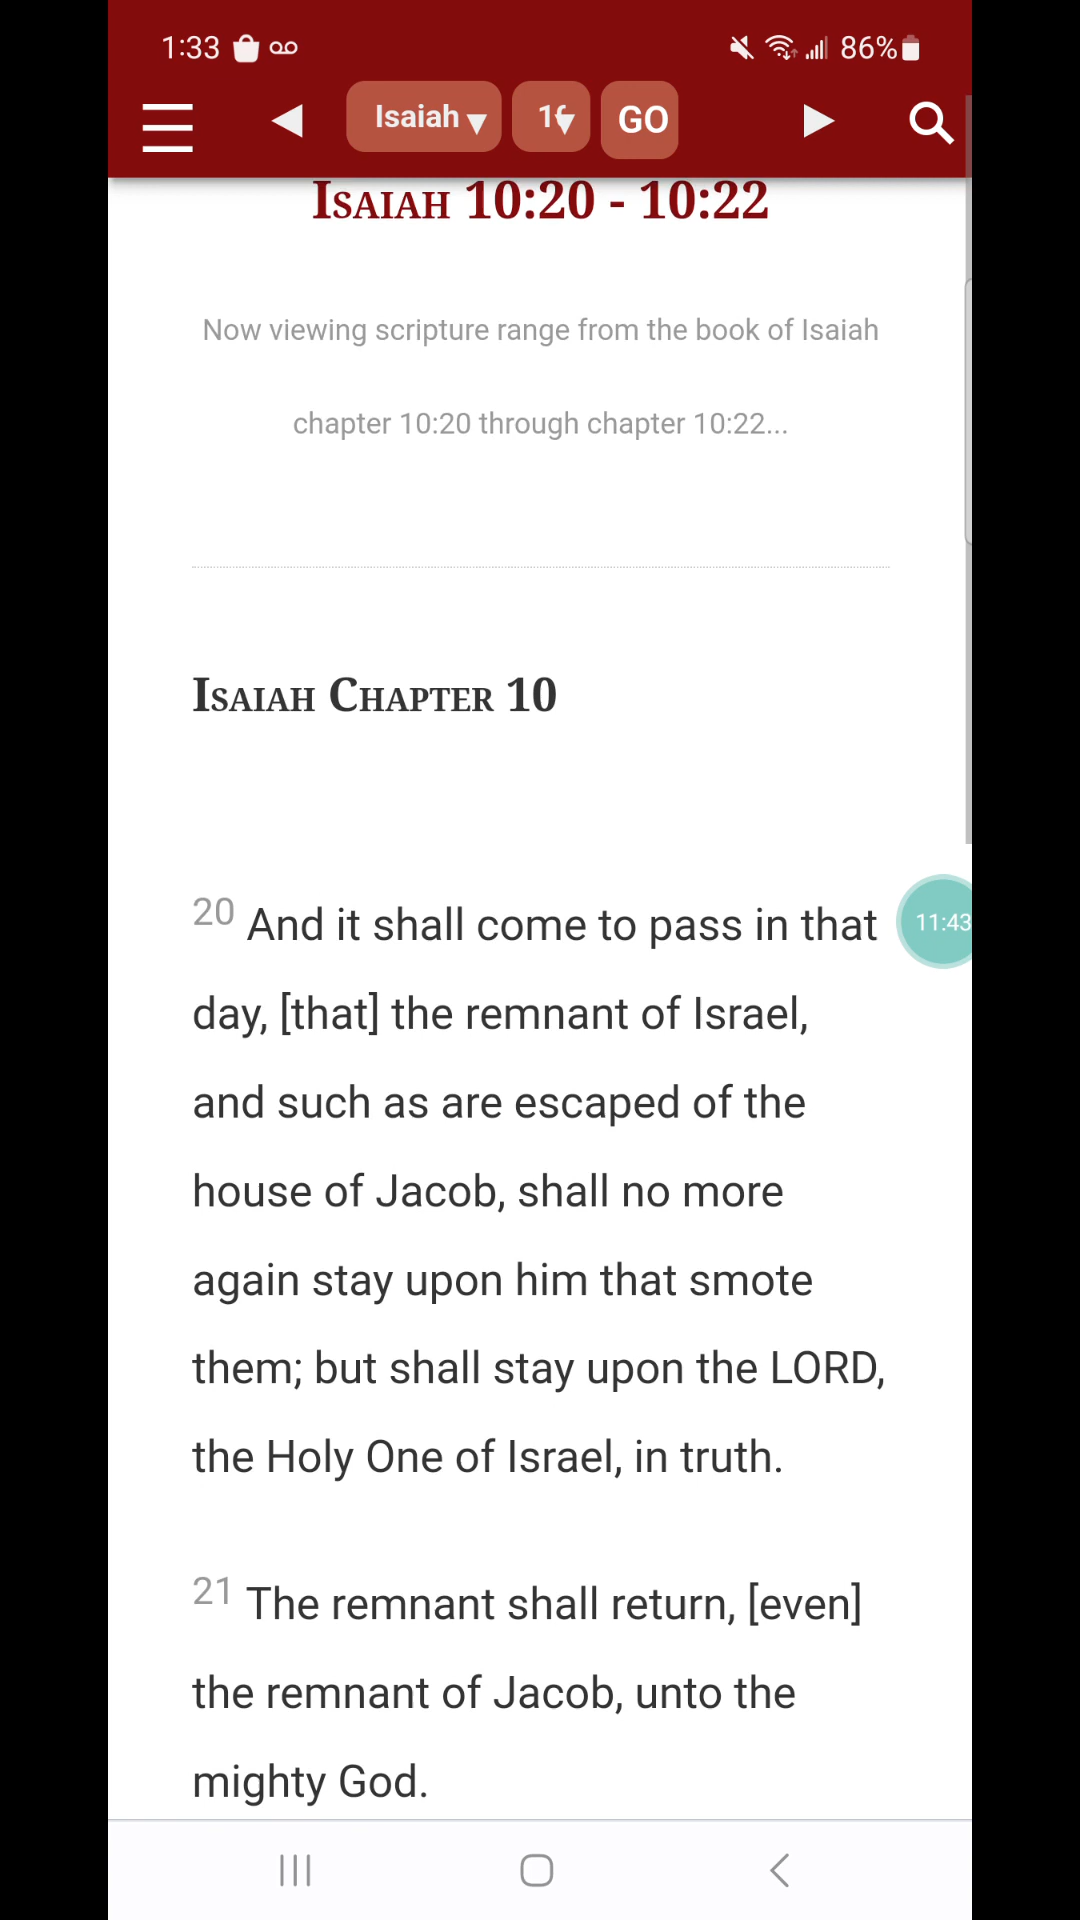 1:33 86%
Isaiah GO
Isaiah 10:20 - 10:22
Now viewing scripture range from the book of Isaiah
chapter 10:20 through chapter 10:22...
Isaiah Chapter 10
20 And it shall come to pass in that
11:43
day, [that] the remnant of Israel,
and such as are escaped of the
house of Jacob, shall no more
again stay upon him that smote
them; but shall stay upon the LORD,
the Holy One of Israel, in truth.
21 The remnant shall return, [even]
the remnant of Jacob, unto the
mighty God.